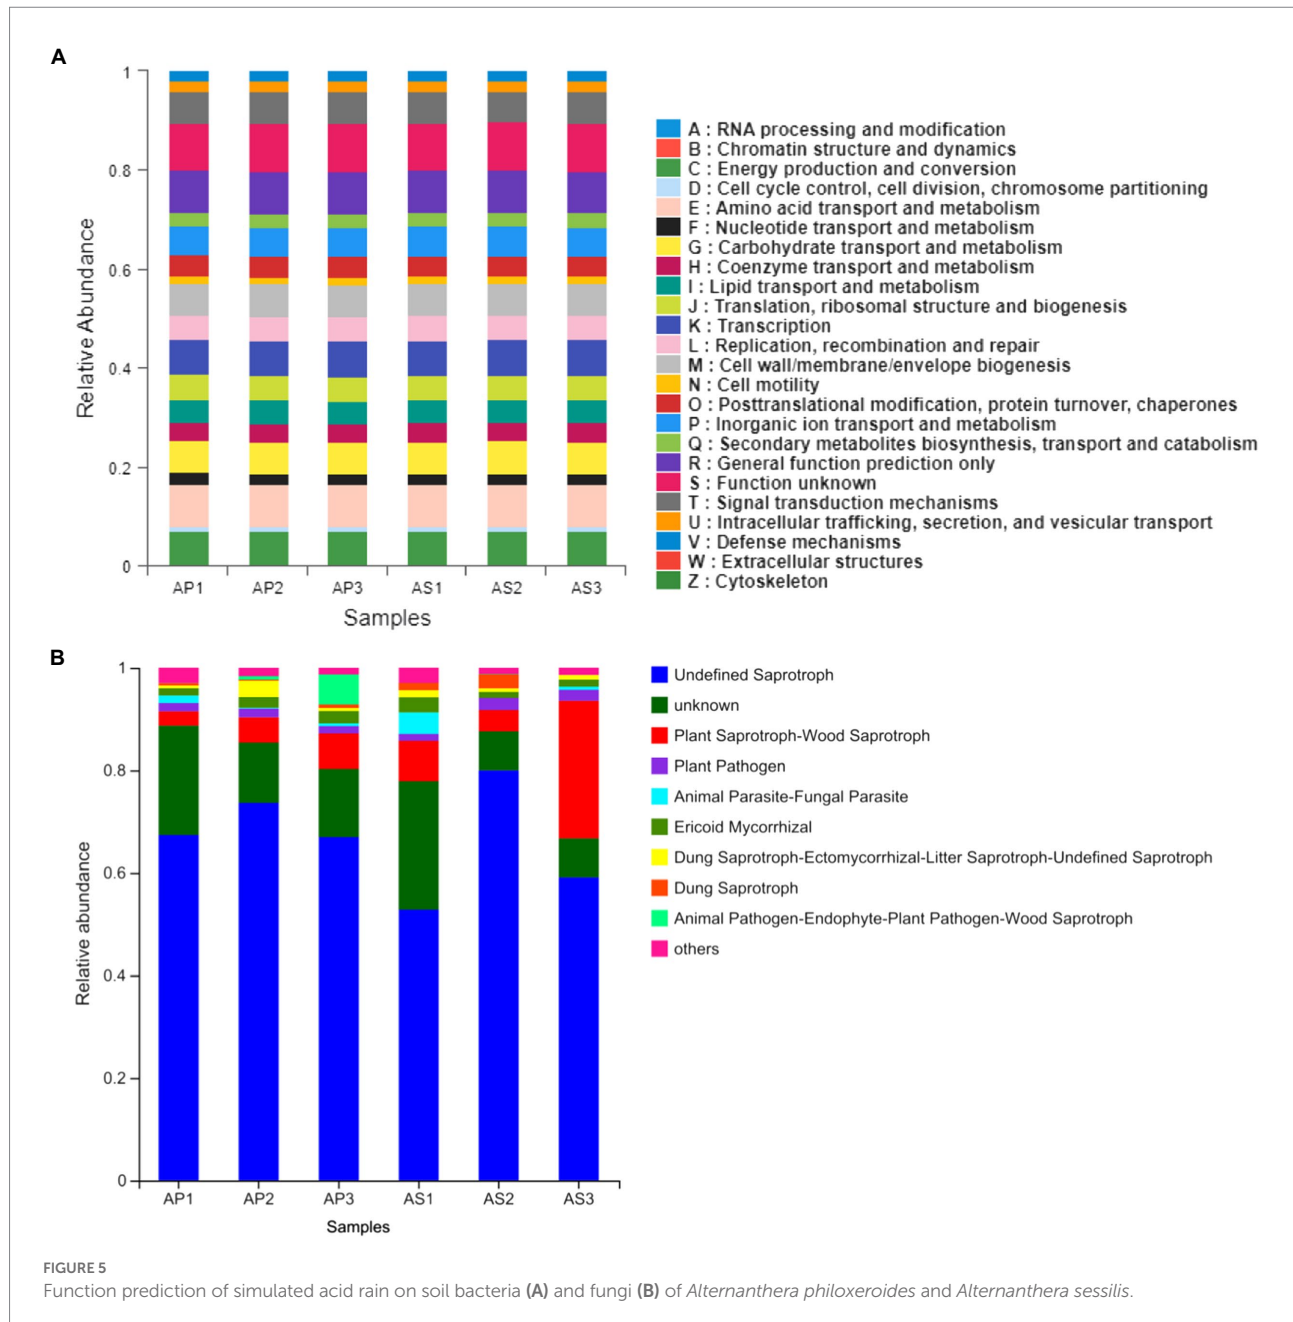 A
Relative Abundance
1
0.8
0.6
0.4
0.2
0
AP1 AP2 AP3 AS1 AS2 AS3
Samples
A : RNA processing and modification
B : Chromatin structure and dynamics
C : Energy production and conversion
D : Cell cycle control, cell division, chromosome partitioning
E : Amino acid transport and metabolism
F : Nucleotide transport and metabolism
G : Carbohydrate transport and metabolism
H : Coenzyme transport and metabolism
I : Lipid transport and metabolism
J : Translation, ribosomal structure and biogenesis
K : Transcription
L : Replication, recombination and repair
M : Cell wall/membrane/envelope biogenesis
N : Cell motility
O : Posttranslational modification, protein turnover, chaperones
P : Inorganic ion transport and metabolism
Q : Secondary metabolites biosynthesis, transport and catabolism
R : General function prediction only
S : Function unknown
T : Signal transduction mechanisms
U : Intracellular trafficking, secretion, and vesicular transport
V : Defense mechanisms
W : Extracellular structures
Z : Cytoskeleton
B
Relative abundance
1
0.8
0.6
0.4
0.2
0
AP1 AP2 AP3 AS1 AS2 AS3
Samples
Undefined Saprotroph
unknown
Plant Saprotroph-Wood Saprotroph
Plant Pathogen
Animal Parasite-Fungal Parasite
Ericoid Mycorrhizal
Dung Saprotroph-Ectomycorrhizal-Litter Saprotroph-Undefined Saprotroph
Dung Saprotroph
Animal Pathogen-Endophyte-Plant Pathogen-Wood Saprotroph
others
FIGURE 5
Function prediction of simulated acid rain on soil bacteria (A) and fungi (B) of Alternanthera philoxeroides and Alternanthera sessilis.